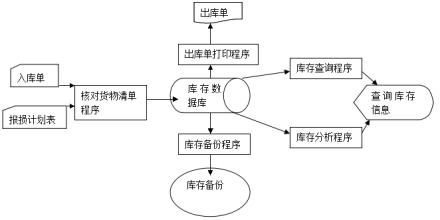 出库单
出库单打印程序
入库单
库存查询程序
核对货物清单
程序
库存数
据库
查询库存
信息
报损计划表
库存备份程序
库存分析程序
库存备份